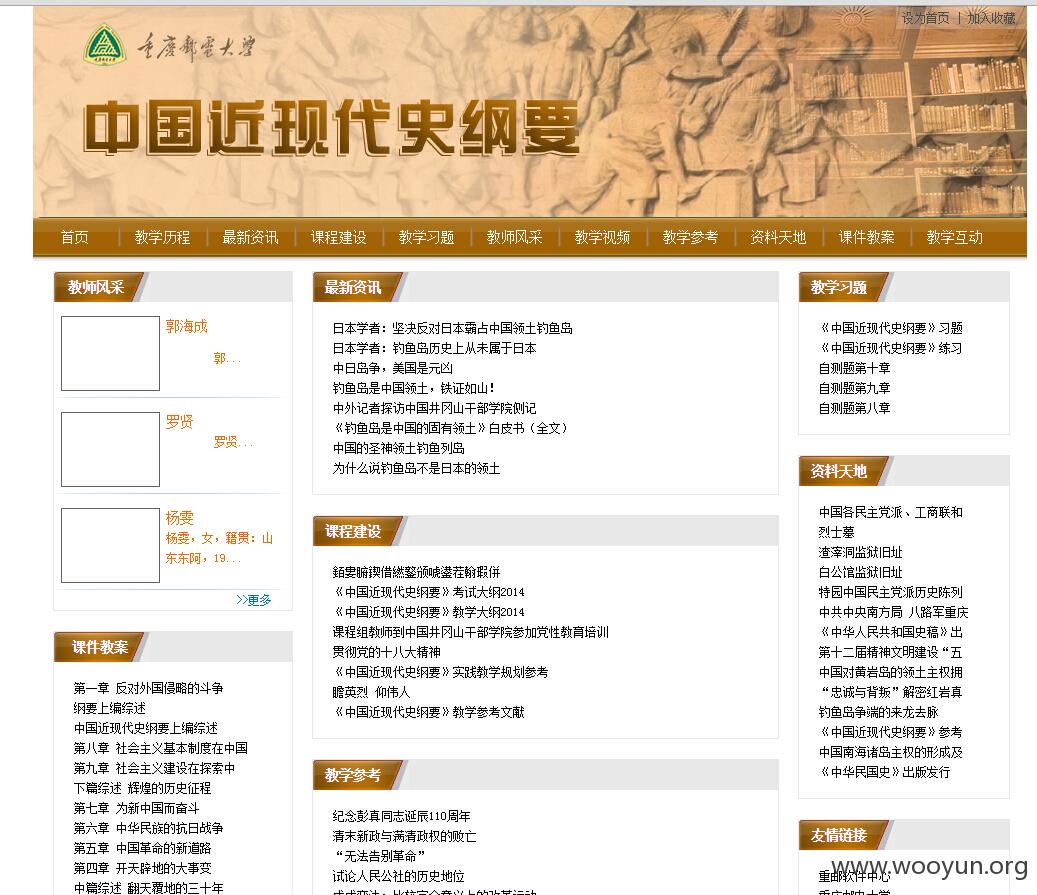 设为首页 | 加入收藏
重庆邮电大学
中国近现代史纲要
首页 教学历程 最新资讯 课程建设 教学习题 教师风采 教学视频 教学参考 资料天地 课件教案 教学互动
教师风采
郭海成
郭...
罗贤
罗贤...
杨雯
杨雯，女，籍贯：山
东东阿，19...
>>更多
课件教案
第一章 反对外国侵略的斗争
纲要上编综述
中国近现代史纲要上编综述
第八章 社会主义基本制度在中国
第九章 社会主义建设在探索中
下篇综述 辉煌的历史征程
第七章 为新中国而奋斗
第六章 中华民族的抗日战争
第五章 中国革命的新道路
第四章 开天辟地的大事变
中篇综述 翻天覆地的三十年
最新资讯
日本学者：坚决反对日本霸占中国领土钓鱼岛
日本学者：钓鱼岛历史上从未属于日本
中日岛争，美国是元凶
钓鱼岛是中国领土，铁证如山！
中外记者探访中国井冈山干部学院侧记
《钓鱼岛是中国的固有领土》白皮书（全文）
中国的圣神领土钓鱼列岛
为什么说钓鱼岛不是日本的领土
课程建设
《中国近现代史纲要》考试大纲2014
《中国近现代史纲要》教学大纲2014
课程组教师到中国井冈山干部学院参加党性教育培训
贯彻党的十八大精神
《中国近现代史纲要》实践教学规划参考
瞻英烈 仰伟人
《中国近现代史纲要》教学参考文献
教学参考
纪念彭真同志诞辰110周年
清末新政与满清政权的败亡
“无法告别革命”
试论人民公社的历史地位
教学习题
《中国近现代史纲要》习题
《中国近现代史纲要》练习
自测题第十章
自测题第九章
自测题第八章
资料天地
中国各民主党派、工商联和
烈士墓
渣滓洞监狱旧址
白公馆监狱旧址
特园中国民主党派历史陈列
中共中央南方局 八路军重庆
《中华人民共和国史稿》出
第十二届精神文明建设“五
中国对黄岩岛的领土主权拥
“忠诚与背叛”解密红岩真
钓鱼岛争端的来龙去脉
《中国近现代史纲要》参考
中国南海诸岛主权的形成及
《中华民国史》出版发行
友情链接
重邮软件中心
重庆邮电大学
www.wooyun.org